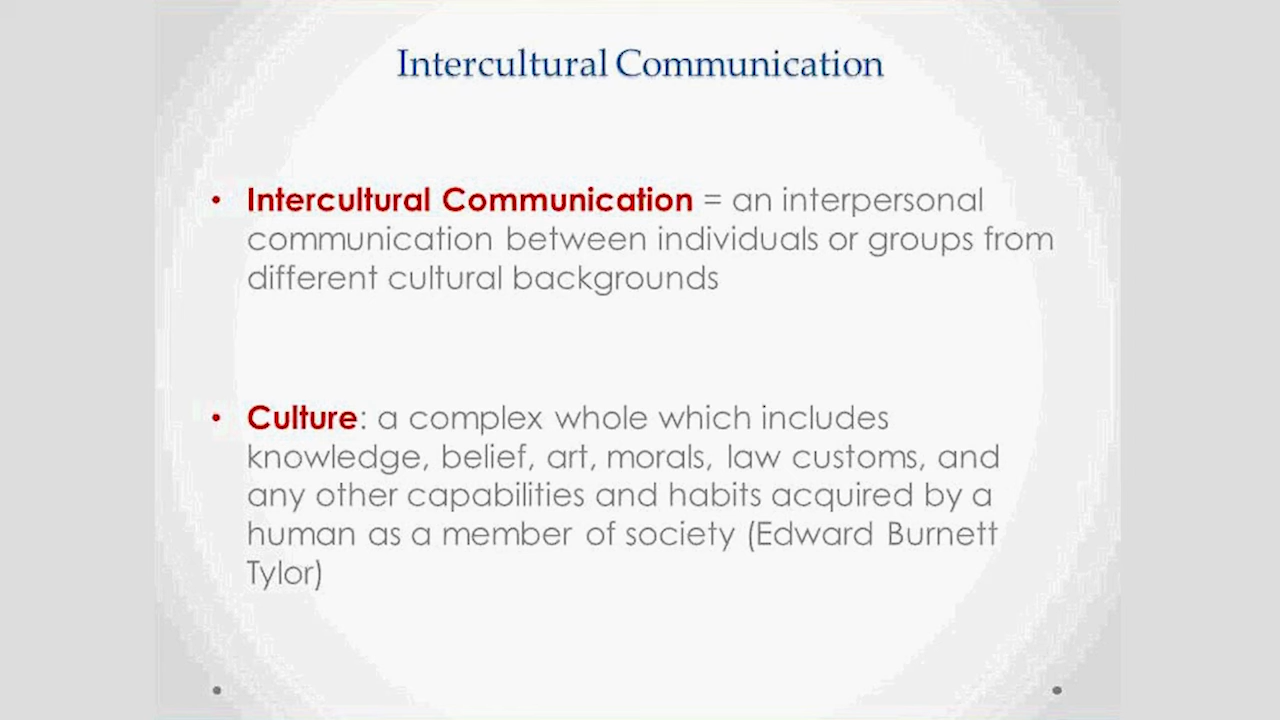 Intercultural Communication
• Intercultural Communication = an interpersonal
communication between individuals or groups from
different cultural backgrounds
• Culture: a complex whole which includes
knowledge, belief, art, morals, law customs, and
any other capabilities and habits acquired by a
human as a member of society (Edward Burnett
Tylor)